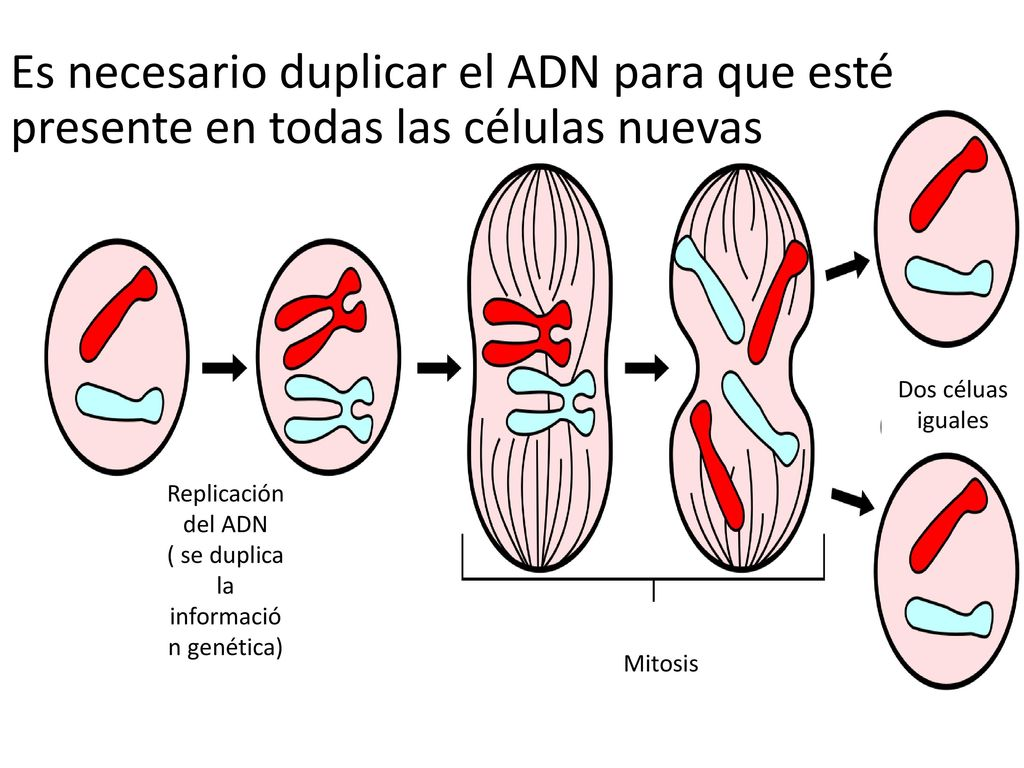 Es necesario duplicar el ADN para que esté
presente en todas las células nuevas
Dos céluas
iguales
Replicación
del ADN
( se duplica
la
informació
n genética)
Mitosis